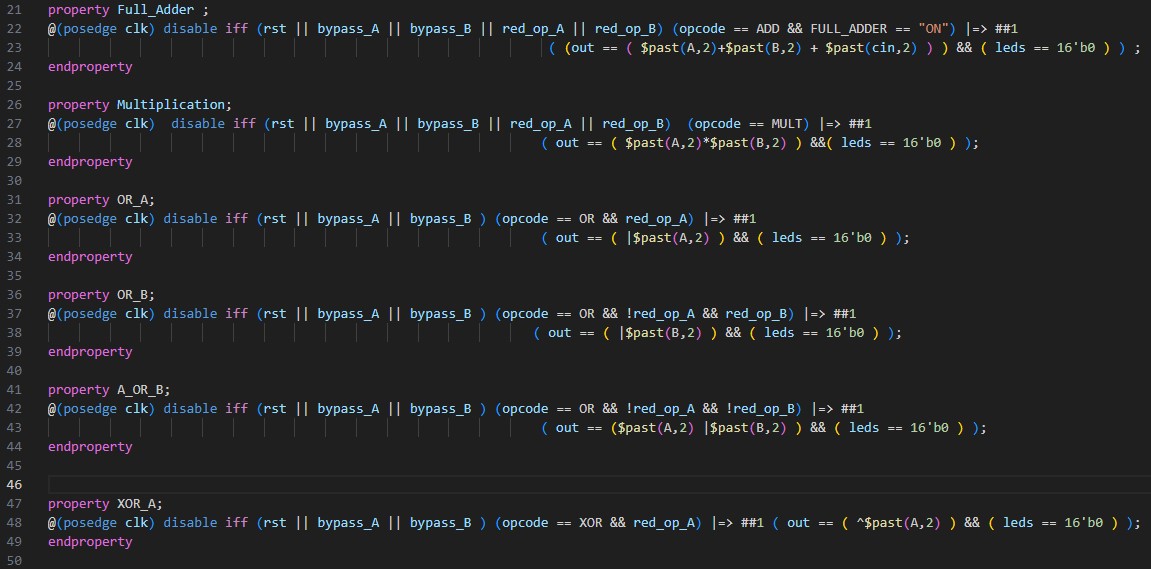 21 property Full_Adder ;
22 @(posedge clk) disable iff (rst || bypass_A || bypass_B || red_op_A || red_op_B) (opcode == ADD && FULL_ADDER == "ON") |=> ##1
23 ( (out == ( $past(A,2)+$past(B,2) + $past(cin,2) ) ) && ( leds == 16'b0 ) ) ;
24 endproperty
25
26 property Multiplication;
27 @(posedge clk)  disable iff (rst || bypass_A || bypass_B || red_op_A || red_op_B)  (opcode == MULT) |=> ##1
28 ( out == ( $past(A,2)*$past(B,2) ) &&( leds == 16'b0 ) );
29 endproperty
30
31 property OR_A;
32 @(posedge clk) disable iff (rst || bypass_A || bypass_B ) (opcode == OR && red_op_A) |=> ##1
33 ( out == ( |$past(A,2) ) && ( leds == 16'b0 ) );
34 endproperty
35
36 property OR_B;
37 @(posedge clk) disable iff (rst || bypass_A || bypass_B ) (opcode == OR && !red_op_A && red_op_B) |=> ##1
38 ( out == ( |$past(B,2) ) && ( leds == 16'b0 ) );
39 endproperty
40
41 property A_OR_B;
42 @(posedge clk) disable iff (rst || bypass_A || bypass_B ) (opcode == OR && !red_op_A && !red_op_B) |=> ##1
43 ( out == ($past(A,2) |$past(B,2) ) && ( leds == 16'b0 ) );
44 endproperty
45
46
47 property XOR_A;
48 @(posedge clk) disable iff (rst || bypass_A || bypass_B ) (opcode == XOR && red_op_A) |=> ##1 ( out == ( ^$past(A,2) ) && ( leds == 16'b0 ) );
49 endproperty
50